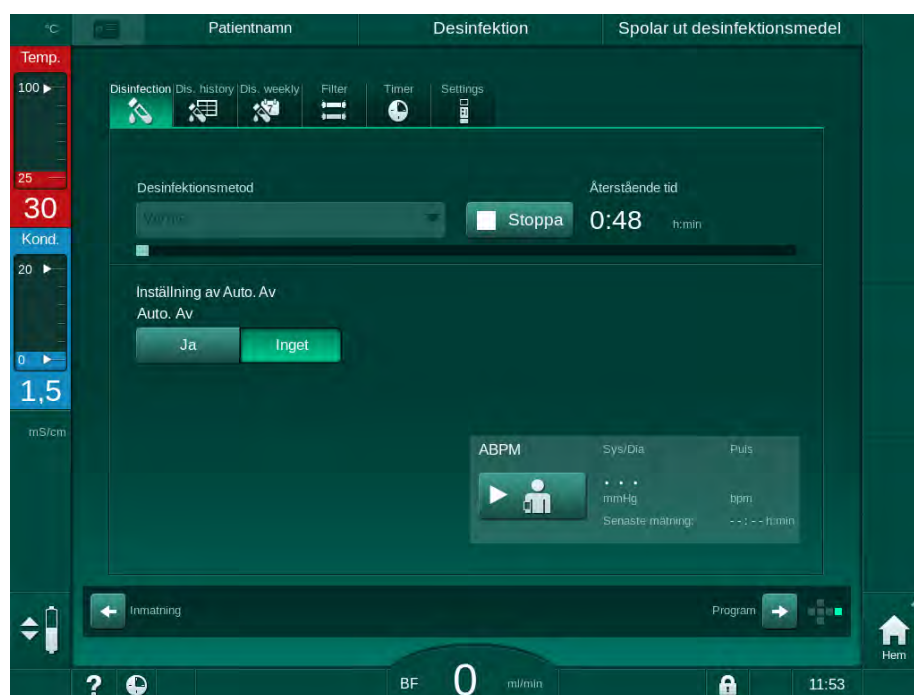 °C Patientnamn Desinfektion Spolar ut desinfektionsmedel
Temp.
100
25
30
Kond.
20
0
1,5
mS/cm
Disinfection Dis. history Dis. weekly Filter Timer Settings
7
Desinfektionsmetod Återstående tid
Värme Stoppa 0:48 h:min
Inställning av Auto. Av
Auto. Av
Ja Inget
ABPM Sys/Dia Puls
. . .
mmHg bpm
Senaste mätning: --:-- h:min
Inmatning Program
Hem
? BF 0 ml/min 11:53